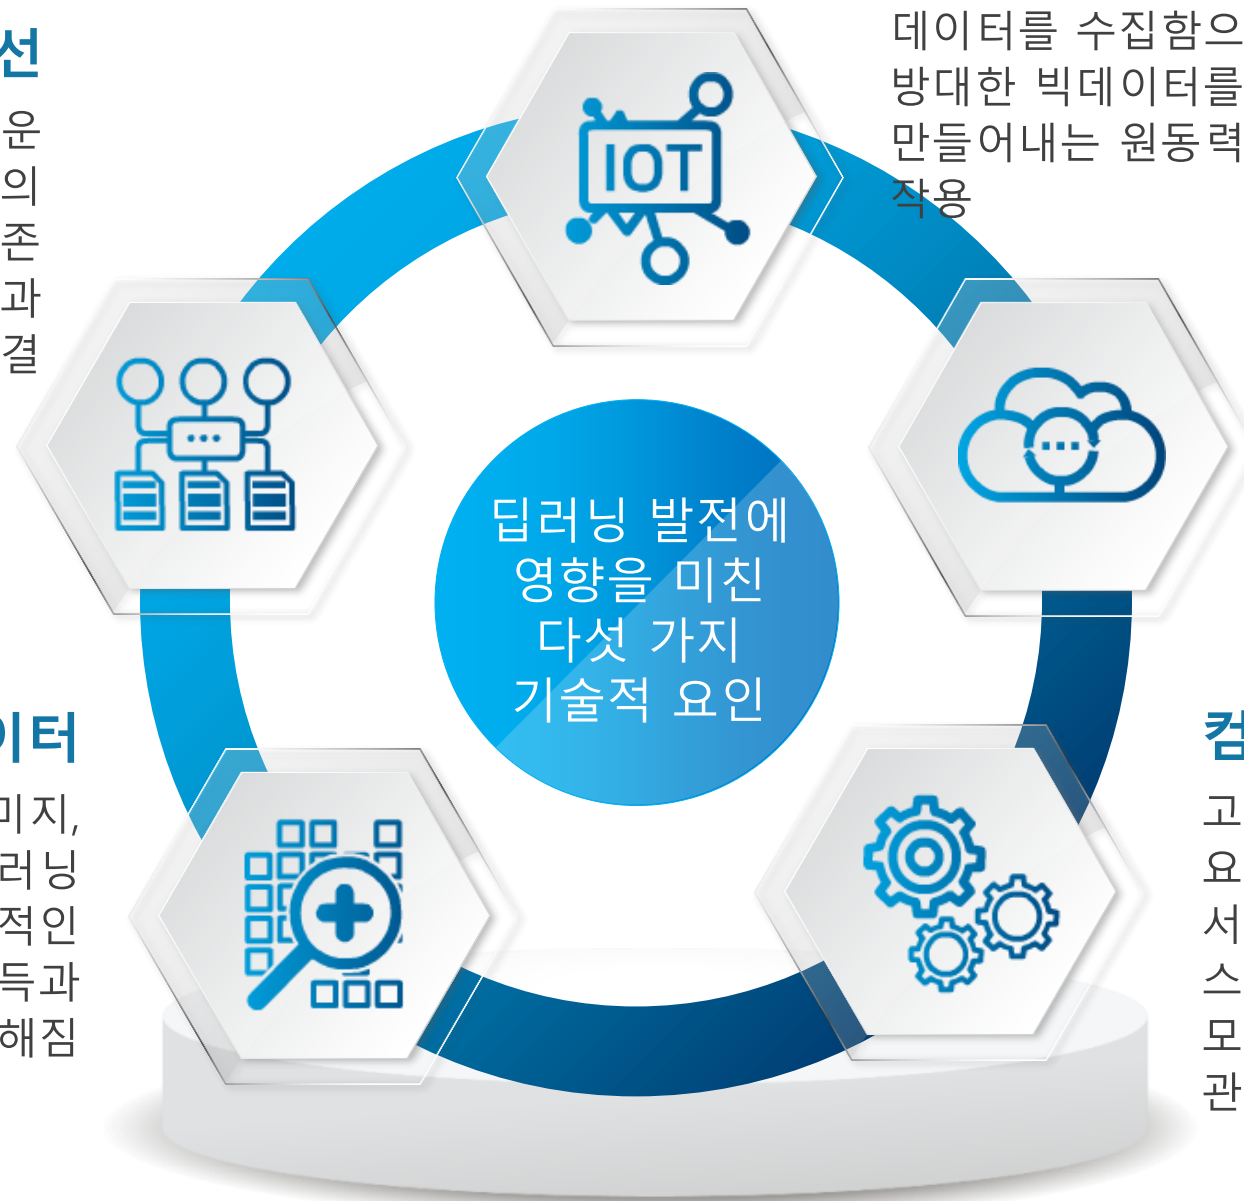 선
운
의
존
과
결
IOT
데이터를 수집함으
방대한 빅데이터를
만들어내는 원동력
작용
딥러닝 발전에
영향을 미친
다섯 가지
기술적 요인
이터
미지,
러닝
적인
득과
해짐
컴
고
요
서
스
모
관